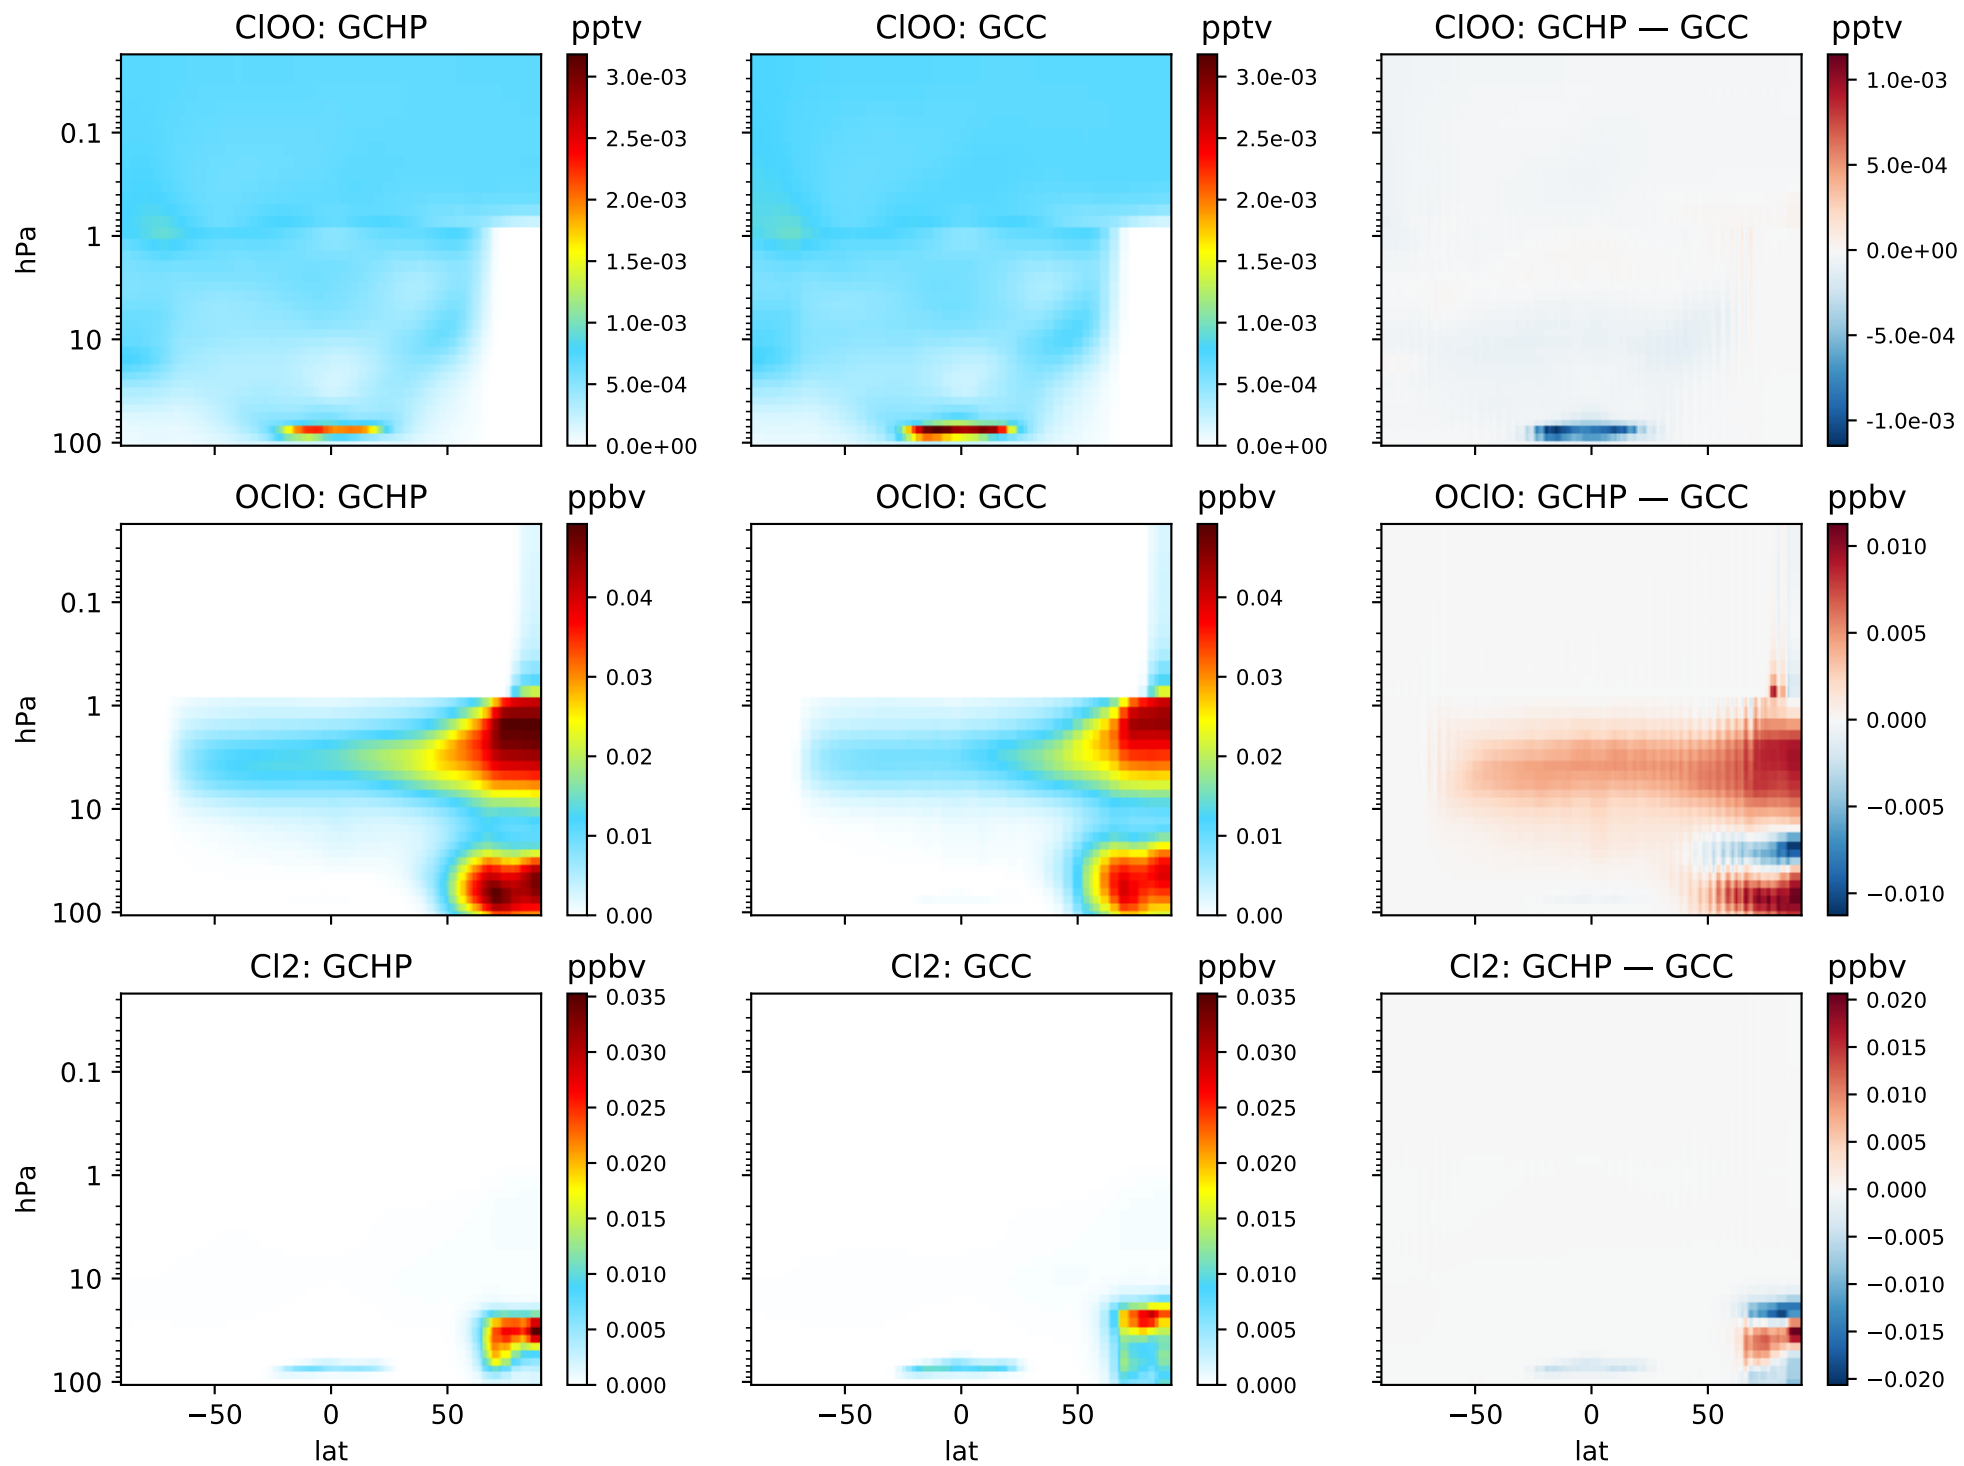 ClOO: GCHP pptv ClOO: GCC pptv ClOO: GCHP — GCC pptv
hPa
0.1
1
10
100
3.0e-03
2.5e-03
2.0e-03
1.5e-03
1.0e-03
5.0e-04
0.0e+00
3.0e-03
2.5e-03
2.0e-03
1.5e-03
1.0e-03
5.0e-04
0.0e+00
1.0e-03
5.0e-04
0.0e+00
-5.0e-04
-1.0e-03
OClO: GCHP ppbv OClO: GCC ppbv OClO: GCHP — GCC ppbv
hPa
0.1
1
10
100
0.04
0.03
0.02
0.01
0.00
0.04
0.03
0.02
0.01
0.00
0.010
0.005
0.000
−0.005
−0.010
Cl2: GCHP ppbv Cl2: GCC ppbv Cl2: GCHP — GCC ppbv
hPa
0.1
1
10
100
0.035
0.030
0.025
0.020
0.015
0.010
0.005
0.000
0.035
0.030
0.025
0.020
0.015
0.010
0.005
0.000
0.020
0.015
0.010
0.005
0.000
−0.005
−0.010
−0.015
−0.020
−50 0 50 −50 0 50 −50 0 50
lat lat lat